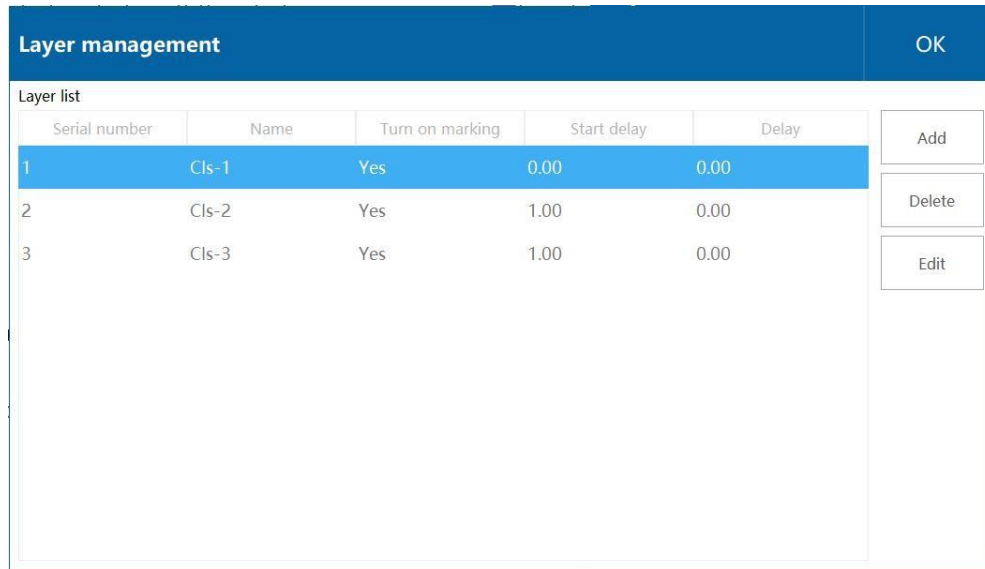 Layer management OK
Layer list
Serial number Name Turn on marking Start delay Delay
Add
1 Cls-1 Yes 0.00 0.00
2 Cls-2 Yes 1.00 0.00
Delete
3 Cls-3 Yes 1.00 0.00
Edit